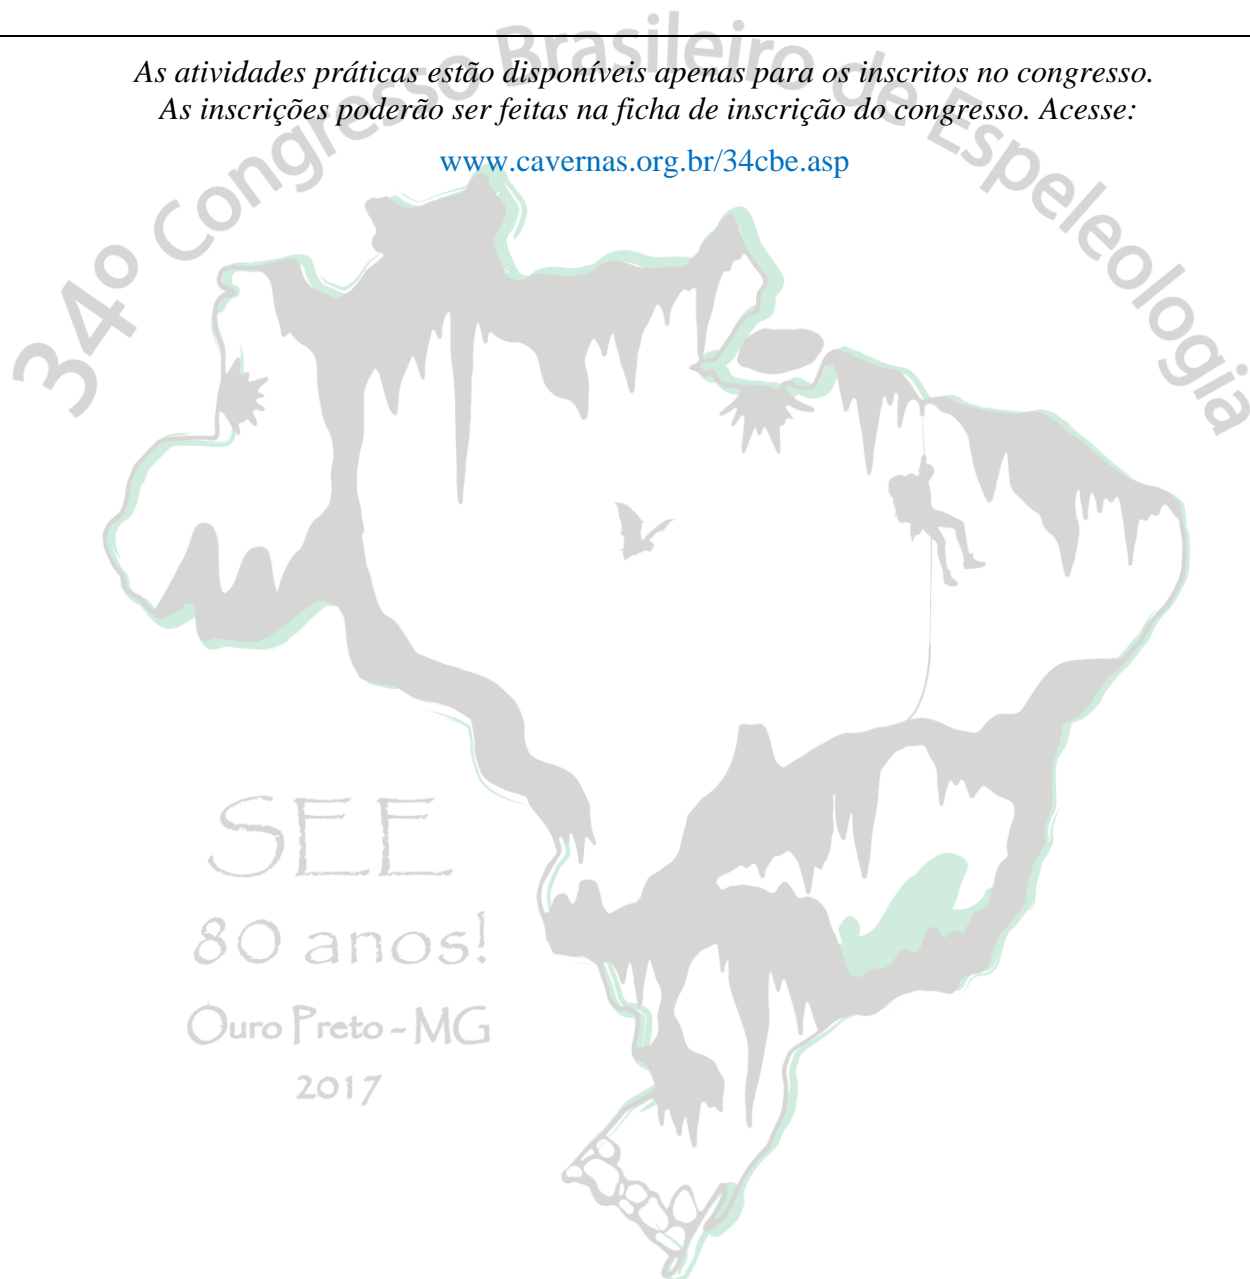 34º Congresso Brasileiro de Espeleologia
As atividades práticas estão disponíveis apenas para os inscritos no congresso.
As inscrições poderão ser feitas na ficha de inscrição do congresso. Acesse:
www.cavernas.org.br/34cbe.asp
SEE
80 anos!
Ouro Preto - MG
2017